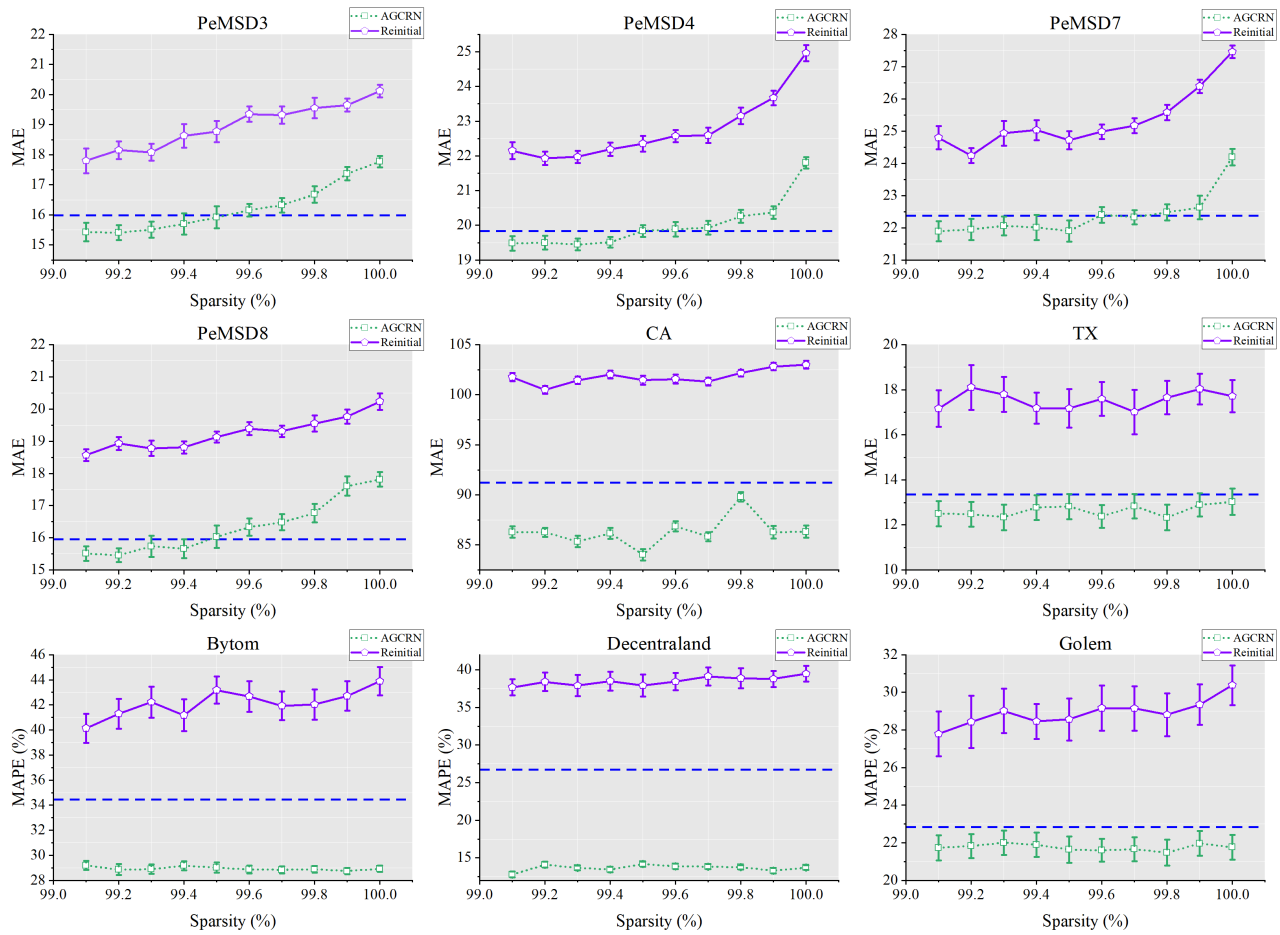 PeMSD3
AGCRN
Reinitial
22
21
20
19
18
17
16
15
MAE
99.0
99.2
99.4
99.6
99.8
100.0
Sparsity (%)
PeMSD4
AGCRN
Reinitial
25
24
23
22
21
20
19
MAE
99.0
99.2
99.4
99.6
99.8
100.0
Sparsity (%)
PeMSD7
AGCRN
Reinitial
28
27
26
25
24
23
22
21
MAE
99.0
99.2
99.4
99.6
99.8
100.0
Sparsity (%)
PeMSD8
AGCRN
Reinitial
22
21
20
19
18
17
16
15
MAE
99.0
99.2
99.4
99.6
99.8
100.0
Sparsity (%)
CA
AGCRN
Reinitial
105
100
95
90
85
MAE
99.0
99.2
99.4
99.6
99.8
100.0
Sparsity (%)
TX
AGCRN
Reinitial
20
18
16
14
12
10
MAE
99.0
99.2
99.4
99.6
99.8
100.0
Sparsity (%)
Bytom
AGCRN
Reinitial
46
44
42
40
38
36
34
32
30
28
MAPE (%)
99.0
99.2
99.4
99.6
99.8
100.0
Sparsity (%)
Decentraland
AGCRN
Reinitial
40
35
30
25
20
15
MAPE (%)
99.0
99.2
99.4
99.6
99.8
100.0
Sparsity (%)
Golem
AGCRN
Reinitial
32
30
28
26
24
22
20
MAPE (%)
99.0
99.2
99.4
99.6
99.8
100.0
Sparsity (%)